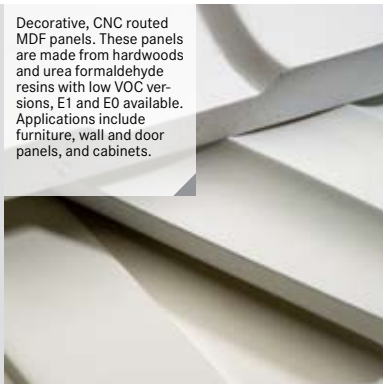 Decorative, CNC routed
MDF panels. These panels
are made from hardwoods
and urea formaldehyde
resins with low VOC ver-
sions, E1 and E0 available.
Applications include
furniture, wall and door
panels, and cabinets.